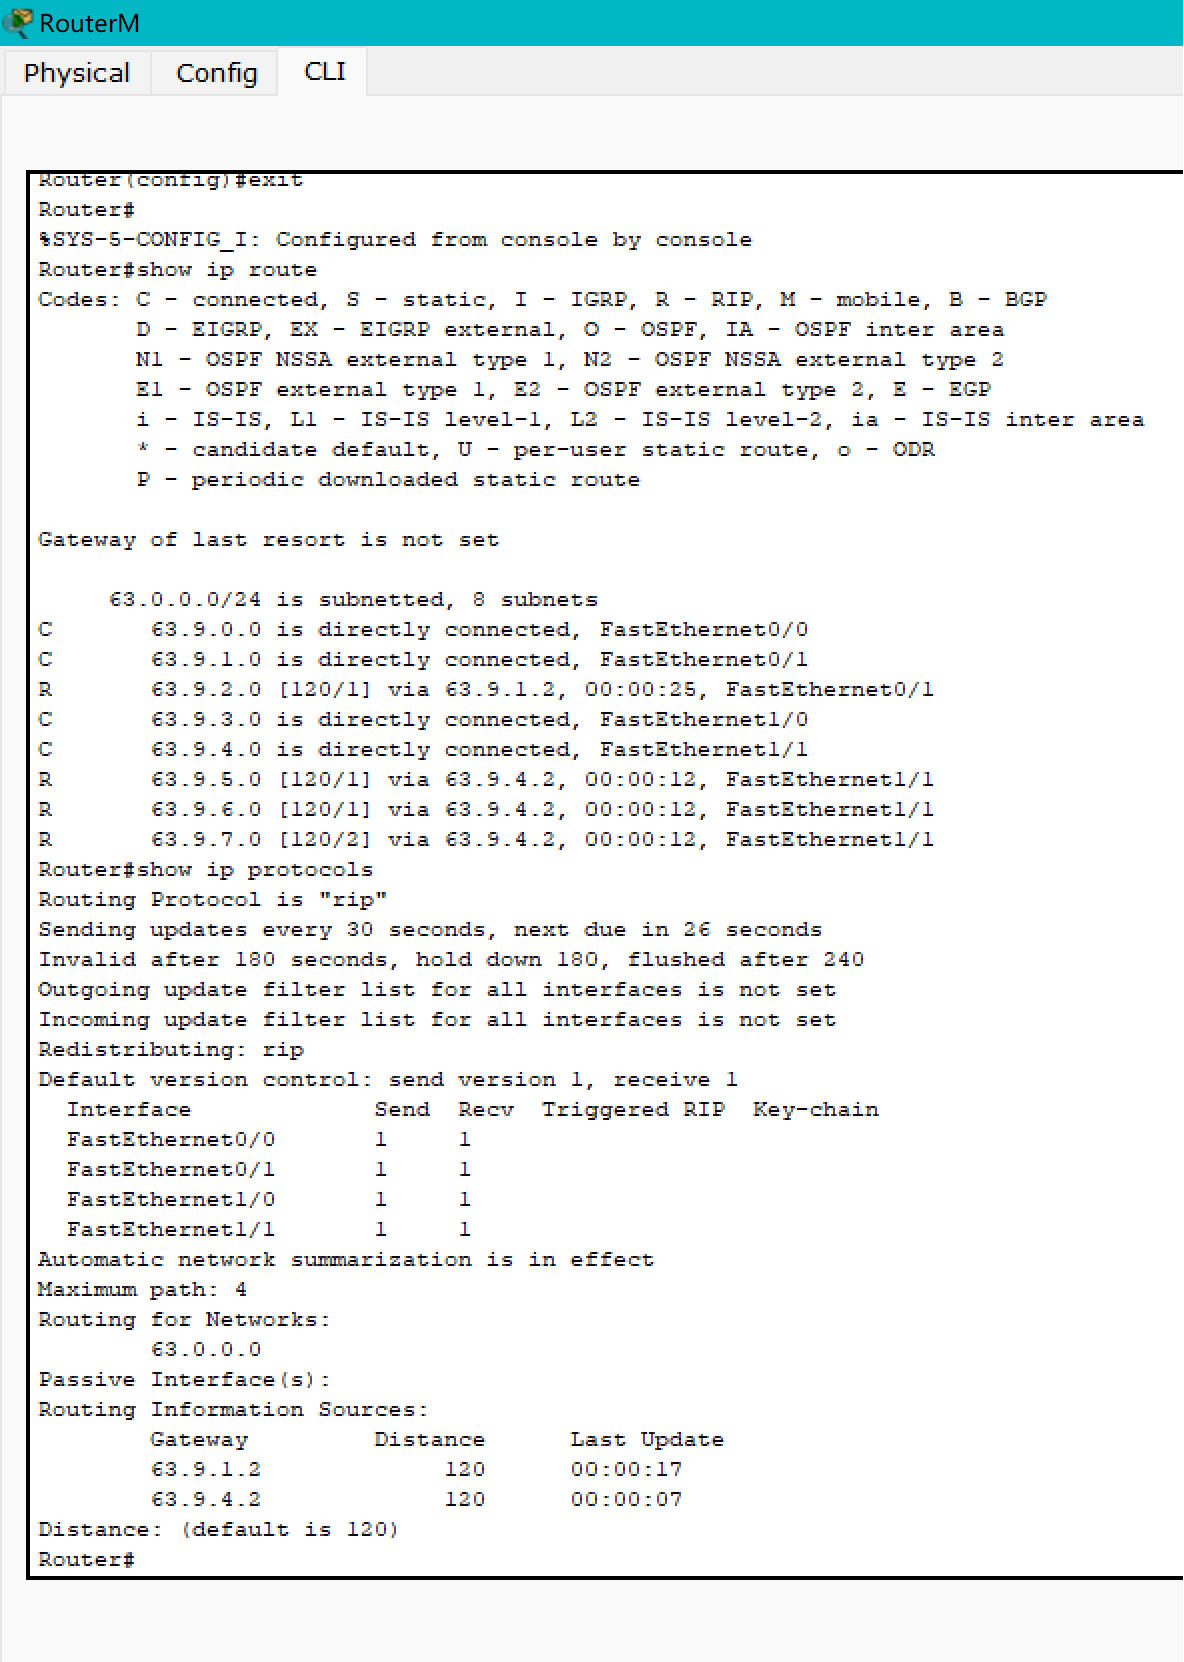 RouterM
Physical Config CLI
Router(config)#exit
Router#
%SYS-5-CONFIG_I: Configured from console by console
Router#show ip route
Codes: C - connected, S - static, I - IGRP, R - RIP, M - mobile, B - BGP
       D - EIGRP, EX - EIGRP external, O - OSPF, IA - OSPF inter area
       N1 - OSPF NSSA external type 1, N2 - OSPF NSSA external type 2
       E1 - OSPF external type 1, E2 - OSPF external type 2, E - EGP
       i - IS-IS, L1 - IS-IS level-1, L2 - IS-IS level-2, ia - IS-IS inter area
       * - candidate default, U - per-user static route, o - ODR
       P - periodic downloaded static route
Gateway of last resort is not set
     63.0.0.0/24 is subnetted, 8 subnets
C       63.9.0.0 is directly connected, FastEthernet0/0
C       63.9.1.0 is directly connected, FastEthernet0/1
R       63.9.2.0 [120/1] via 63.9.1.2, 00:00:25, FastEthernet0/1
C       63.9.3.0 is directly connected, FastEthernet1/0
C       63.9.4.0 is directly connected, FastEthernet1/1
R       63.9.5.0 [120/1] via 63.9.4.2, 00:00:12, FastEthernet1/1
R       63.9.6.0 [120/1] via 63.9.4.2, 00:00:12, FastEthernet1/1
R       63.9.7.0 [120/2] via 63.9.4.2, 00:00:12, FastEthernet1/1
Router#show ip protocols
Routing Protocol is "rip"
Sending updates every 30 seconds, next due in 26 seconds
Invalid after 180 seconds, hold down 180, flushed after 240
Outgoing update filter list for all interfaces is not set
Incoming update filter list for all interfaces is not set
Redistributing: rip
Default version control: send version 1, receive 1
  Interface             Send  Recv  Triggered RIP  Key-chain
  FastEthernet0/0       1     1
  FastEthernet0/1       1     1
  FastEthernet1/0       1     1
  FastEthernet1/1       1     1
Automatic network summarization is in effect
Maximum path: 4
Routing for Networks:
        63.0.0.0
Passive Interface(s):
Routing Information Sources:
        Gateway         Distance      Last Update
        63.9.1.2             120      00:00:17
        63.9.4.2             120      00:00:07
Distance: (default is 120)
Router#